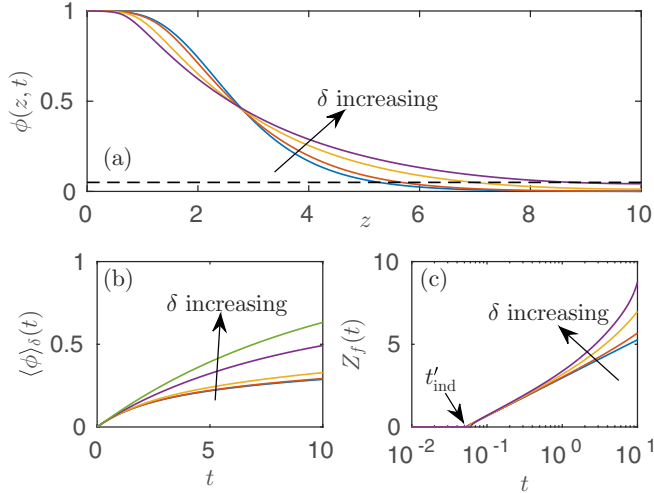 1
0.5
0
ϕ(z, t)
(a)
δ increasing
0 2 4 6 8 10
z
1
0.5
0
⟨ϕ⟩δ(t)
(b)
δ increasing
0 5 10
t
10
5
0
Zf(t)
(c)
δ increasing
t′ind
10⁻² 10⁻¹ 10⁰ 10¹
t